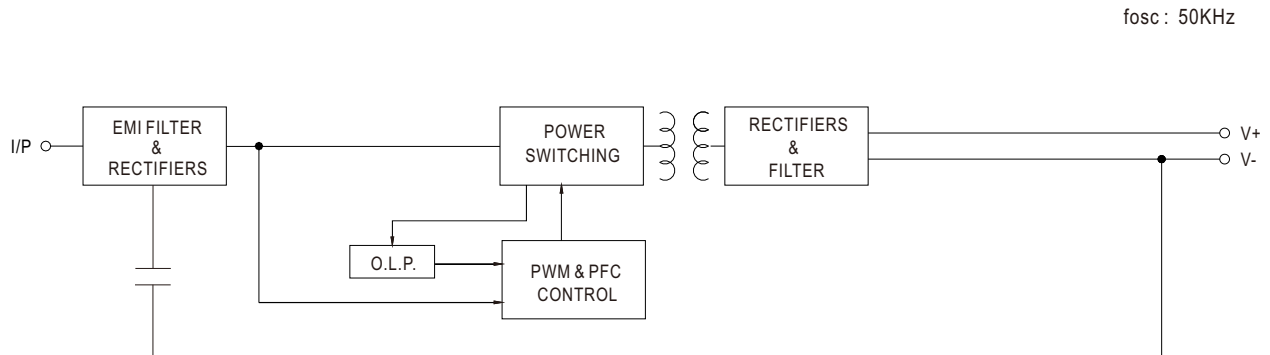 fosc : 50KHz
I/P
EMI FILTER
&
RECTIFIERS
POWER
SWITCHING
RECTIFIERS
&
FILTER
V+
V-
O.L.P.
PWM & PFC
CONTROL